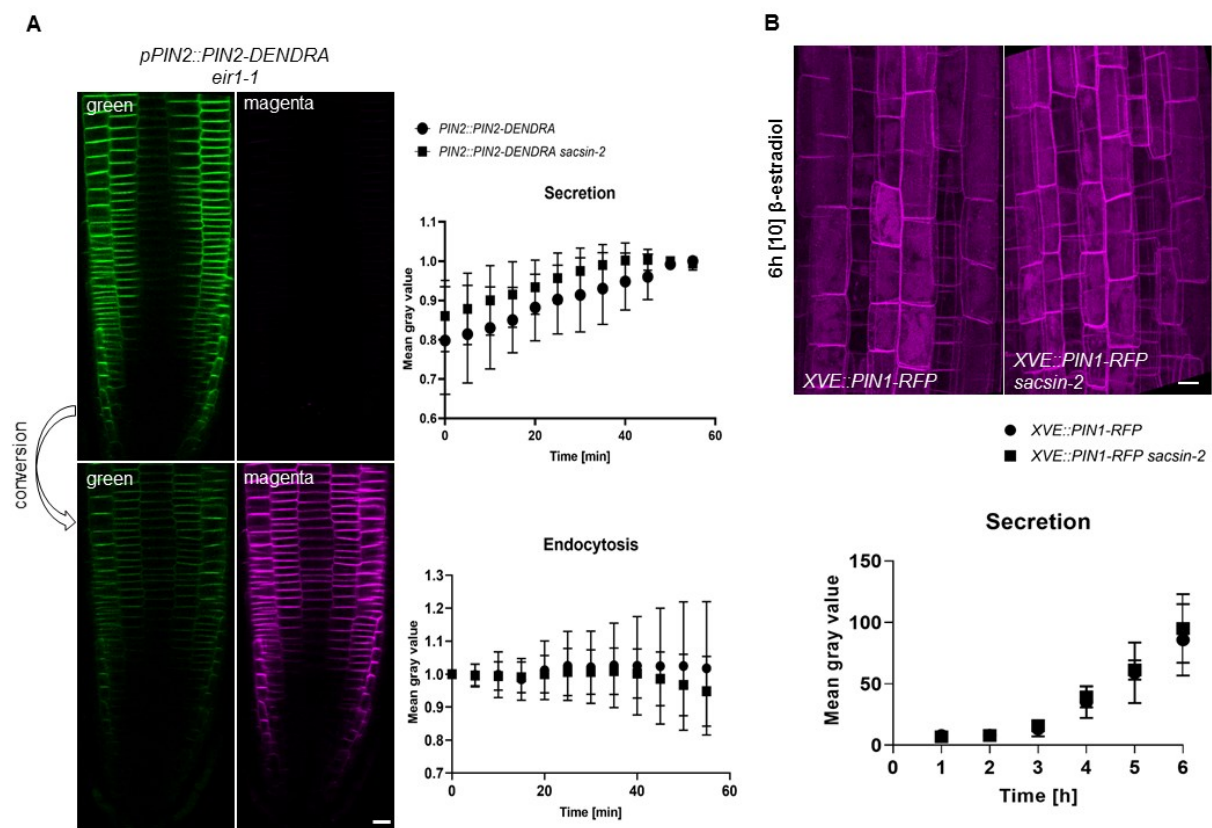 A
pPIN2::PIN2-DENDRA
eir1-1
green
magenta
conversion
green
magenta
PIN2::PIN2-DENDRA
PIN2::PIN2-DENDRA sacsin-2
Secretion
Mean gray value
1.1
1.0
0.9
0.8
0.7
0.6
0
20
40
60
Time [min]
Endocytosis
Mean gray value
1.3
1.2
1.1
1.0
0.9
0.8
0.7
0
20
40
60
Time [min]
B
6h [10] β-estradiol
XVE::PIN1-RFP
XVE::PIN1-RFP
sacsin-2
XVE::PIN1-RFP
XVE::PIN1-RFP sacsin-2
Secretion
Mean gray value
150
100
50
0
0
1
2
3
4
5
6
Time [h]